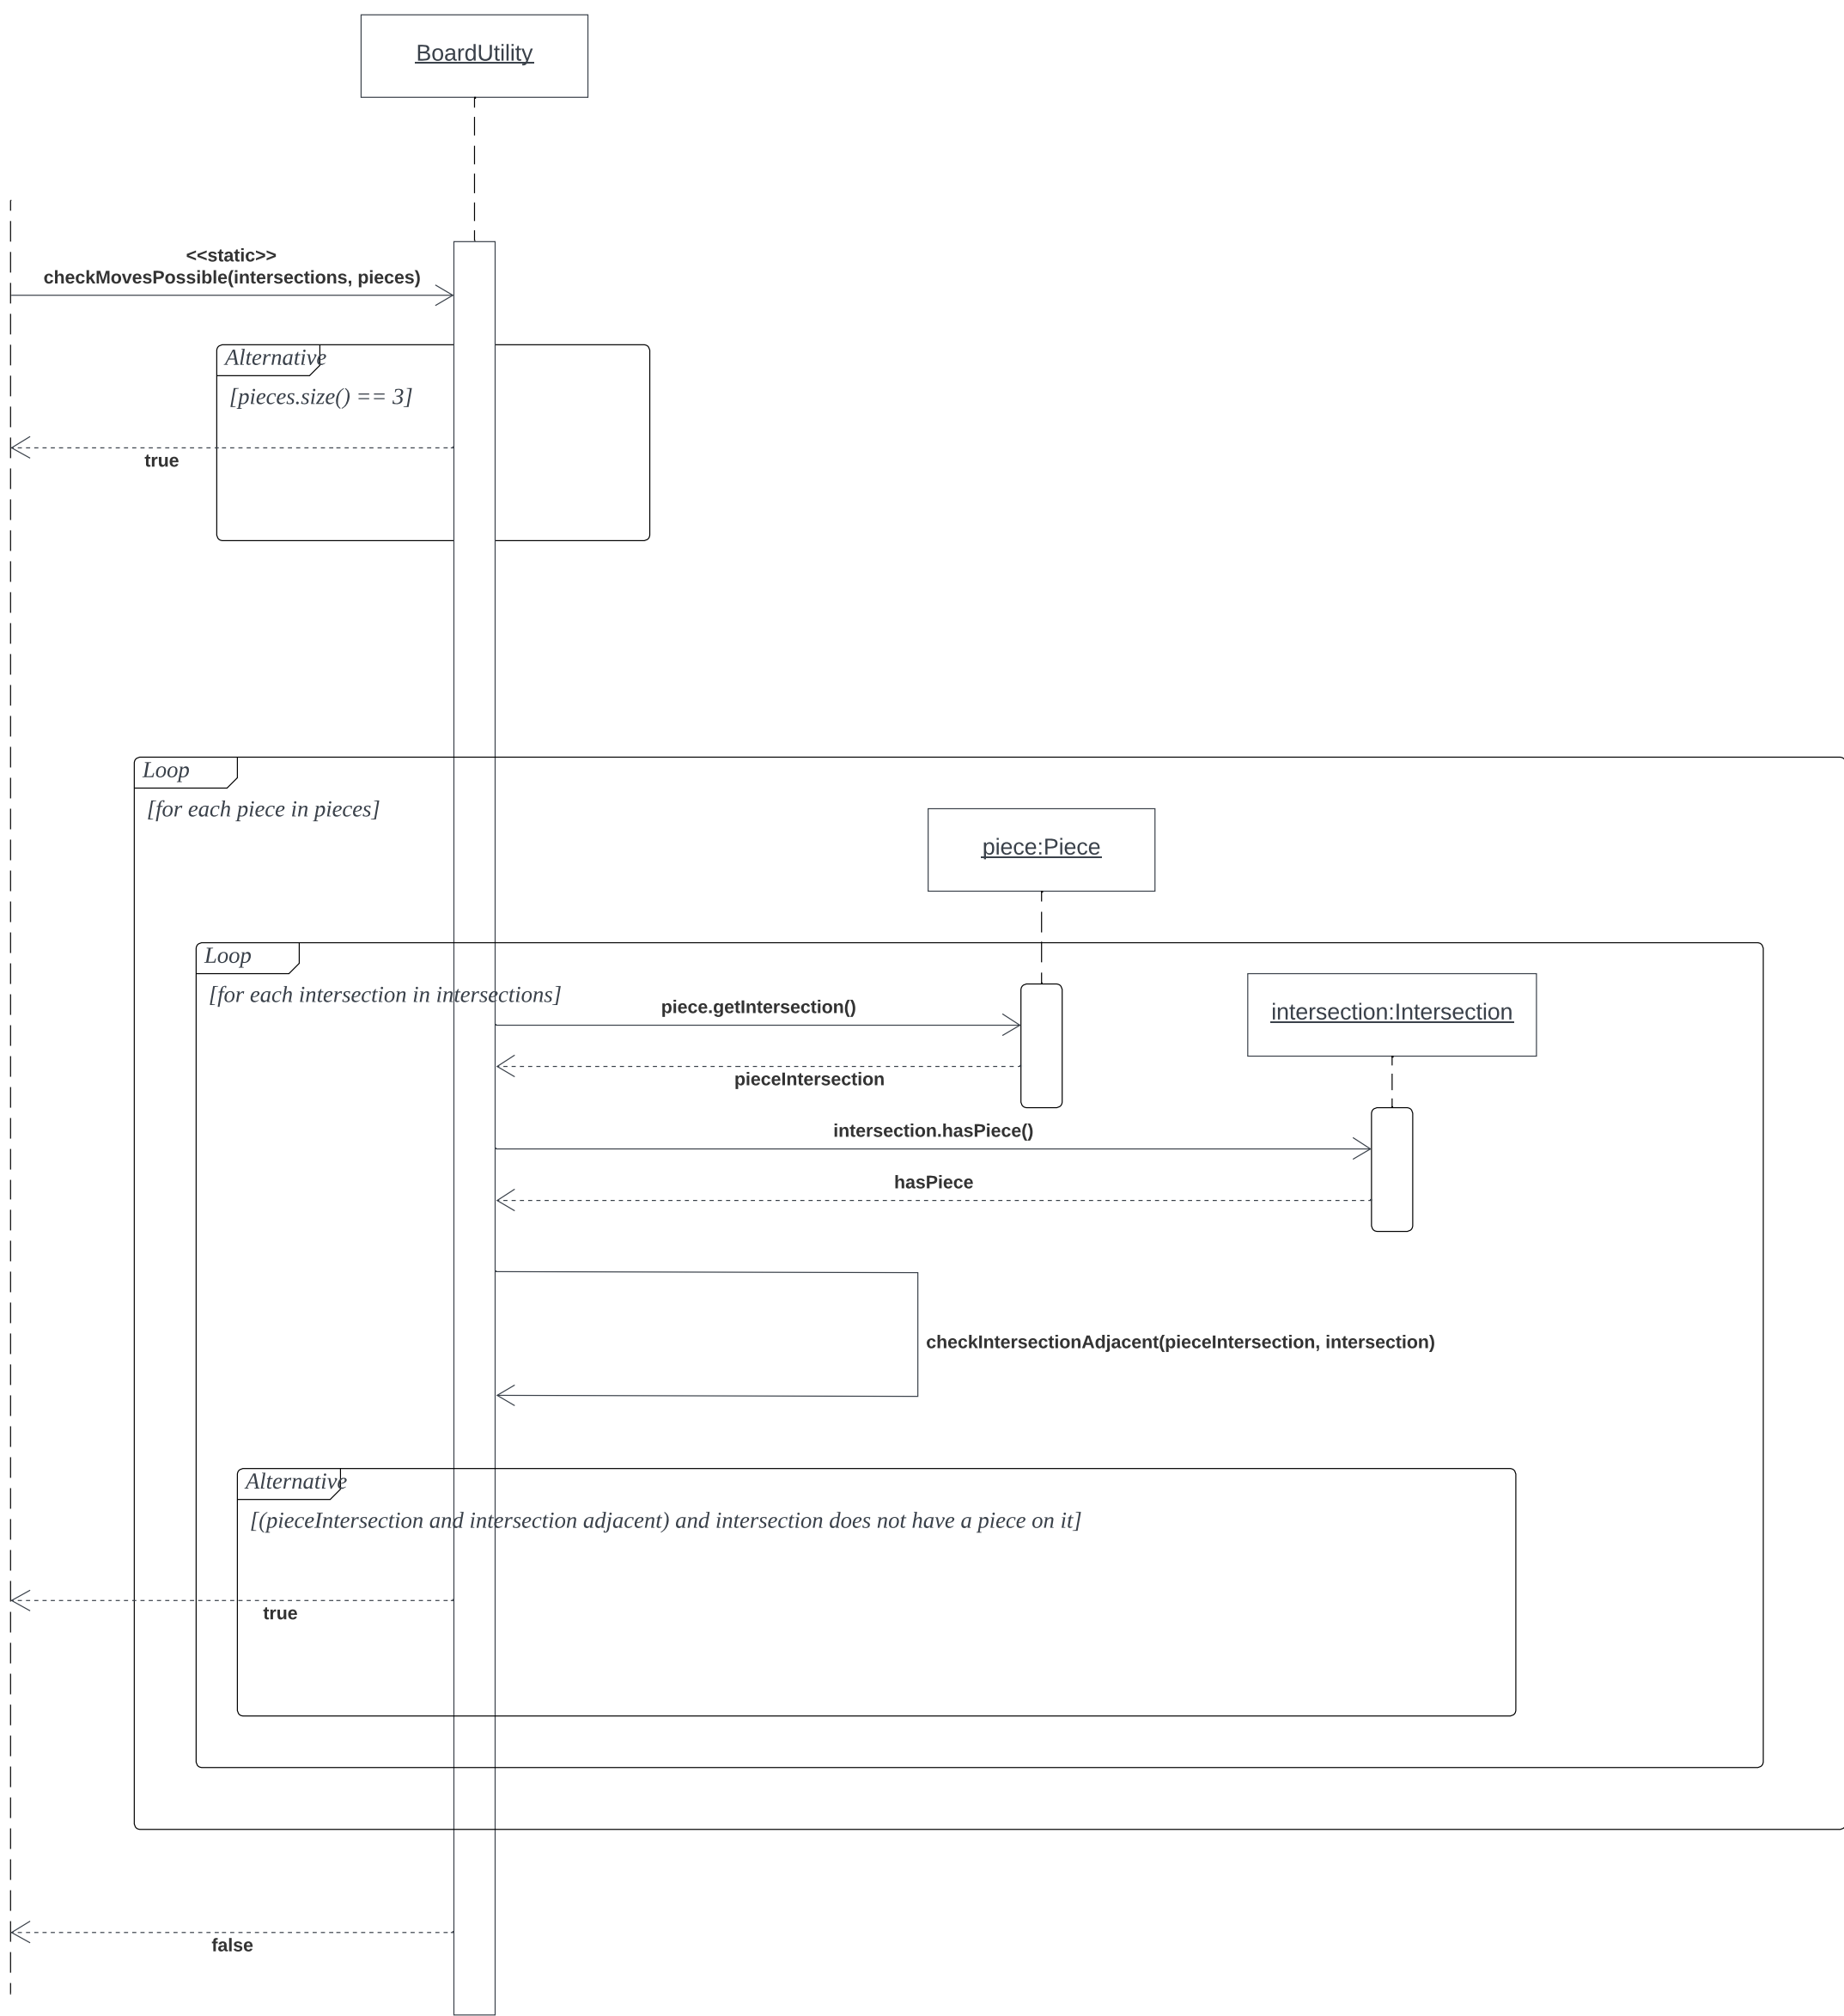 BoardUtility
<<static>>
checkMovesPossible(intersections, pieces)
Alternative
[pieces.size() == 3]
true
Loop
[for each piece in pieces]
piece:Piece
Loop
[for each intersection in intersections]
piece.getIntersection()
intersection:Intersection
pieceIntersection
intersection.hasPiece()
hasPiece
checkIntersectionAdjacent(pieceIntersection, intersection)
Alternative
[(pieceIntersection and intersection adjacent) and intersection does not have a piece on it]
true
false